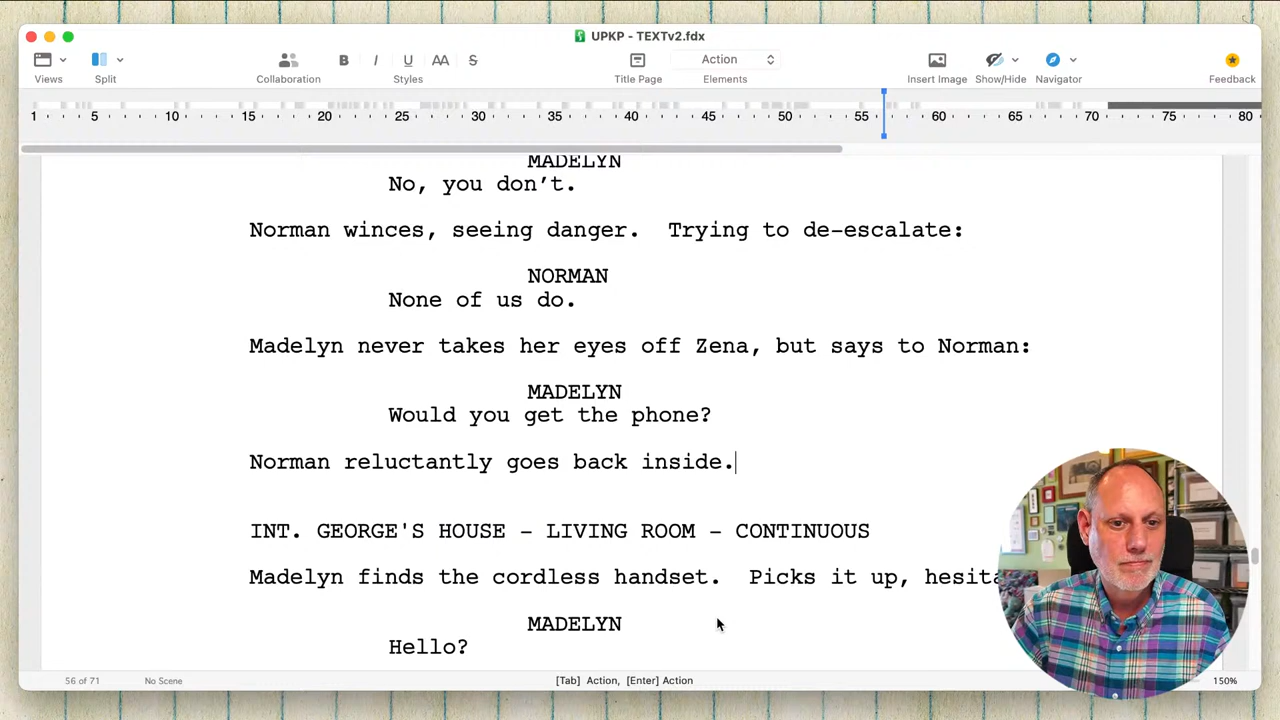 UPKP - TEXTv2.fdx
B I U AA S
Action
Views Split Collaboration Styles Title Page Elements Insert Image Show/Hide Navigator Feedback
1 5 10 15 20 25 30 35 40 45 50 55 60 65 70 75 80
MADELYN
No, you don’t.
Norman winces, seeing danger.  Trying to de-escalate:
NORMAN
None of us do.
Madelyn never takes her eyes off Zena, but says to Norman:
MADELYN
Would you get the phone?
Norman reluctantly goes back inside.
INT. GEORGE'S HOUSE - LIVING ROOM - CONTINUOUS
Madelyn finds the cordless handset.  Picks it up,
MADELYN
Hello?
56 of 71 No Scene [Tab] Action, [Enter] Action 150%